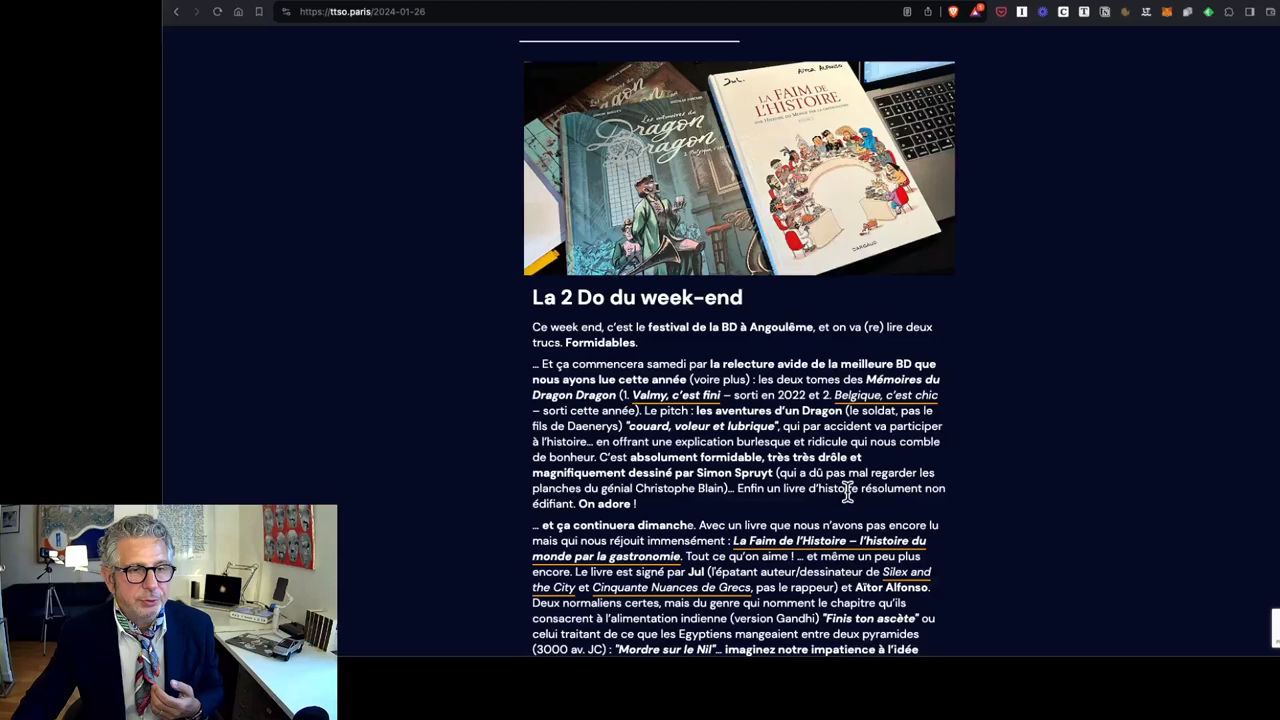 https://ttso.paris/2024-01-26
Jul. Aïtor Alfonso
LA FAIM DE
L'HISTOIRE
Les mémoires du
Dragon
Dragon
DARGAUD
La 2 Do du week-end
Ce week end, c’est le festival de la BD à Angoulême, et on va (re) lire deux
trucs. Formidables.
… Et ça commencera samedi par la relecture avide de la meilleure BD que
nous ayons lue cette année (voire plus) : les deux tomes des Mémoires du
Dragon Dragon (1. Valmy, c’est fini – sorti en 2022 et 2. Belgique, c’est chic
– sorti cette année). Le pitch : les aventures d’un Dragon (le soldat, pas le
fils de Daenerys) "couard, voleur et lubrique", qui par accident va participer
à l’histoire… en offrant une explication burlesque et ridicule qui nous comble
de bonheur. C’est absolument formidable, très très drôle et
magnifiquement dessiné par Simon Spruyt (qui a dû pas mal regarder les
planches du génial Christophe Blain)… Enfin un livre d’histoire résolument non
édifiant. On adore !
… et ça continuera dimanche. Avec un livre que nous n’avons pas encore lu
mais qui nous réjouit immensément : La Faim de l’Histoire – l’histoire du
monde par la gastronomie. Tout ce qu’on aime ! … et même un peu plus
encore. Le livre est signé par Jul (l’épatant auteur/dessinateur de Silex and
the City et Cinquante Nuances de Grecs, pas le rappeur) et Aïtor Alfonso.
Deux normaliens certes, mais du genre qui nomment le chapitre qu’ils
consacrent à l’alimentation indienne (version Gandhi) "Finis ton ascète" ou
celui traitant de ce que les Egyptiens mangeaient entre deux pyramides
(3000 av. JC) : "Mordre sur le Nil"… imaginez notre impatience à l’idée